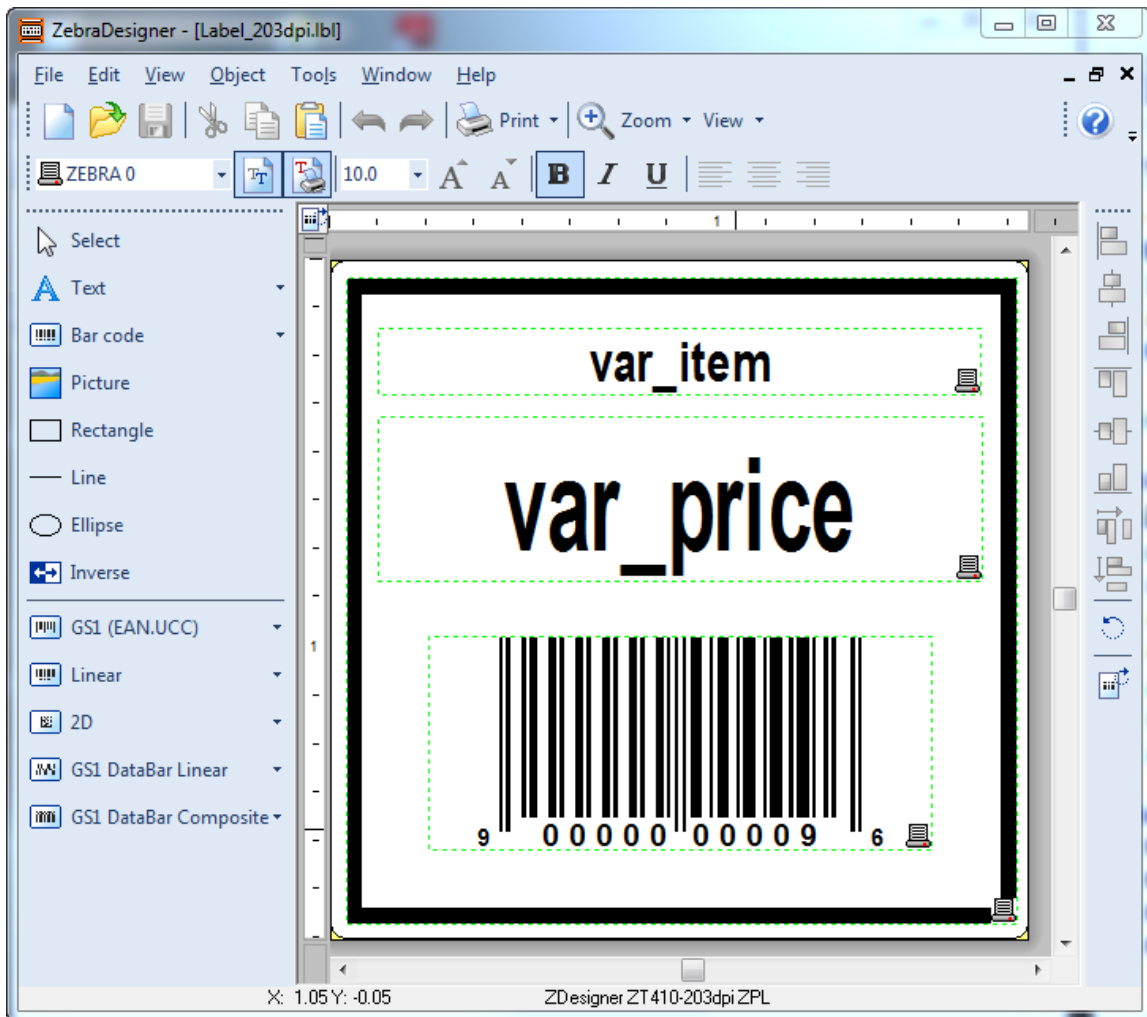 ZebraDesigner - [Label_203dpi.lbl]
File Edit View Object Tools Window Help
Print Zoom View
ZEBRA 0 10.0 A A B I U
1
Select
Text
Bar code
Picture
Rectangle
Line
Ellipse
Inverse
GS1 (EAN.UCC)
Linear
2D
GS1 DataBar Linear
GS1 DataBar Composite
1
var_item
var_price
9 00000 00009 6
X: 1.05 Y: -0.05 ZDesigner ZT410-203dpi ZPL